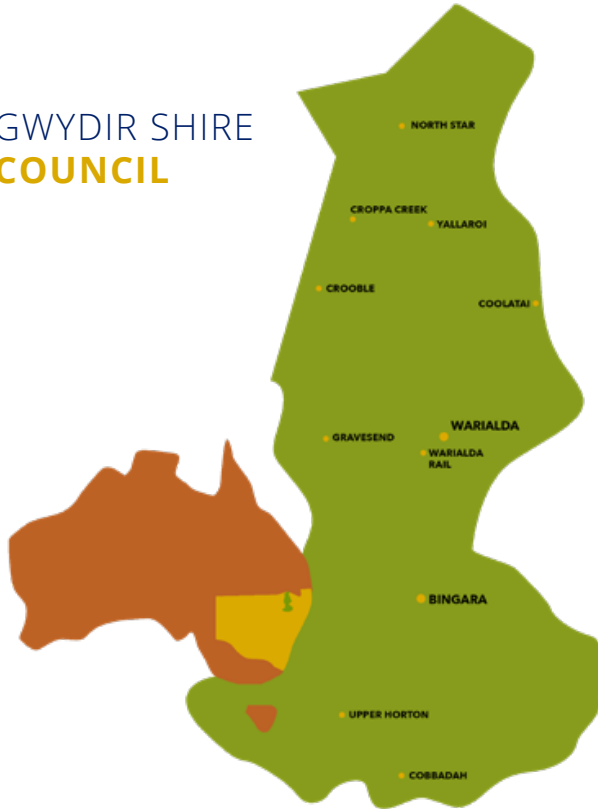 GWYDIR SHIRE
COUNCIL
NORTH STAR
CROPPA CREEK
YALLAROI
CROOBLE
COOLATAI
WARIALDA
GRAVESEND
WARIALDA
RAIL
BINGARA
UPPER HORTON
COBBADAH